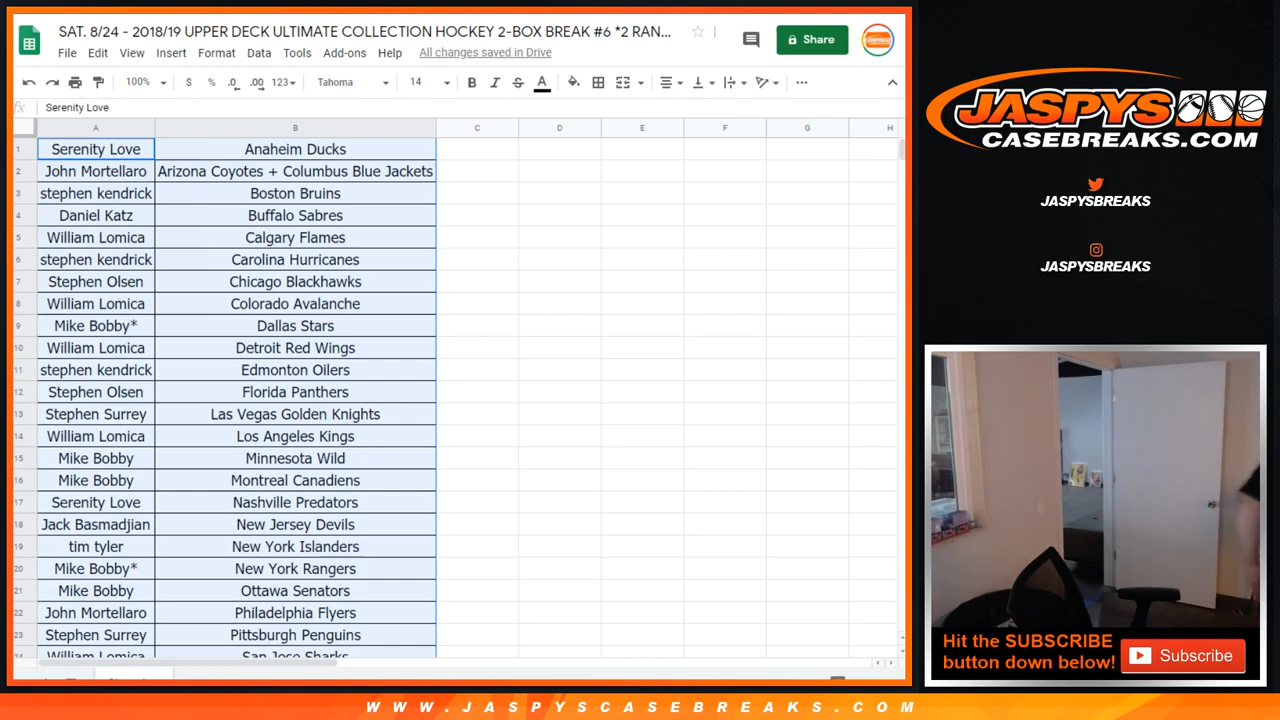 SAT. 8/24 - 2018/19 UPPER DECK ULTIMATE COLLECTION HOCKEY 2-BOX BREAK #6 *2 RAN...
Share
File Edit View Insert Format Data Tools Add-ons Help All changes saved in Drive
100% $ % .0 .00 123 Tahoma 14 B I S A
fx Serenity Love
A B C D E F G H
1 Serenity Love Anaheim Ducks
2 John Mortellaro Arizona Coyotes + Columbus Blue Jackets
3 stephen kendrick Boston Bruins
4 Daniel Katz Buffalo Sabres
5 William Lomica Calgary Flames
6 stephen kendrick Carolina Hurricanes
7 Stephen Olsen Chicago Blackhawks
8 William Lomica Colorado Avalanche
9 Mike Bobby* Dallas Stars
10 William Lomica Detroit Red Wings
11 stephen kendrick Edmonton Oilers
12 Stephen Olsen Florida Panthers
13 Stephen Surrey Las Vegas Golden Knights
14 William Lomica Los Angeles Kings
15 Mike Bobby Minnesota Wild
16 Mike Bobby Montreal Canadiens
17 Serenity Love Nashville Predators
18 Jack Basmadjian New Jersey Devils
19 tim tyler New York Islanders
20 Mike Bobby* New York Rangers
21 Mike Bobby Ottawa Senators
22 John Mortellaro Philadelphia Flyers
23 Stephen Surrey Pittsburgh Penguins
24 William Lomica San Jose Sharks
JASPYS
CASEBREAKS.COM
JASPYSBREAKS
JASPYSBREAKS
Hit the SUBSCRIBE
button down below!
Subscribe
WWW.JASPYSCASEBREAKS.COM